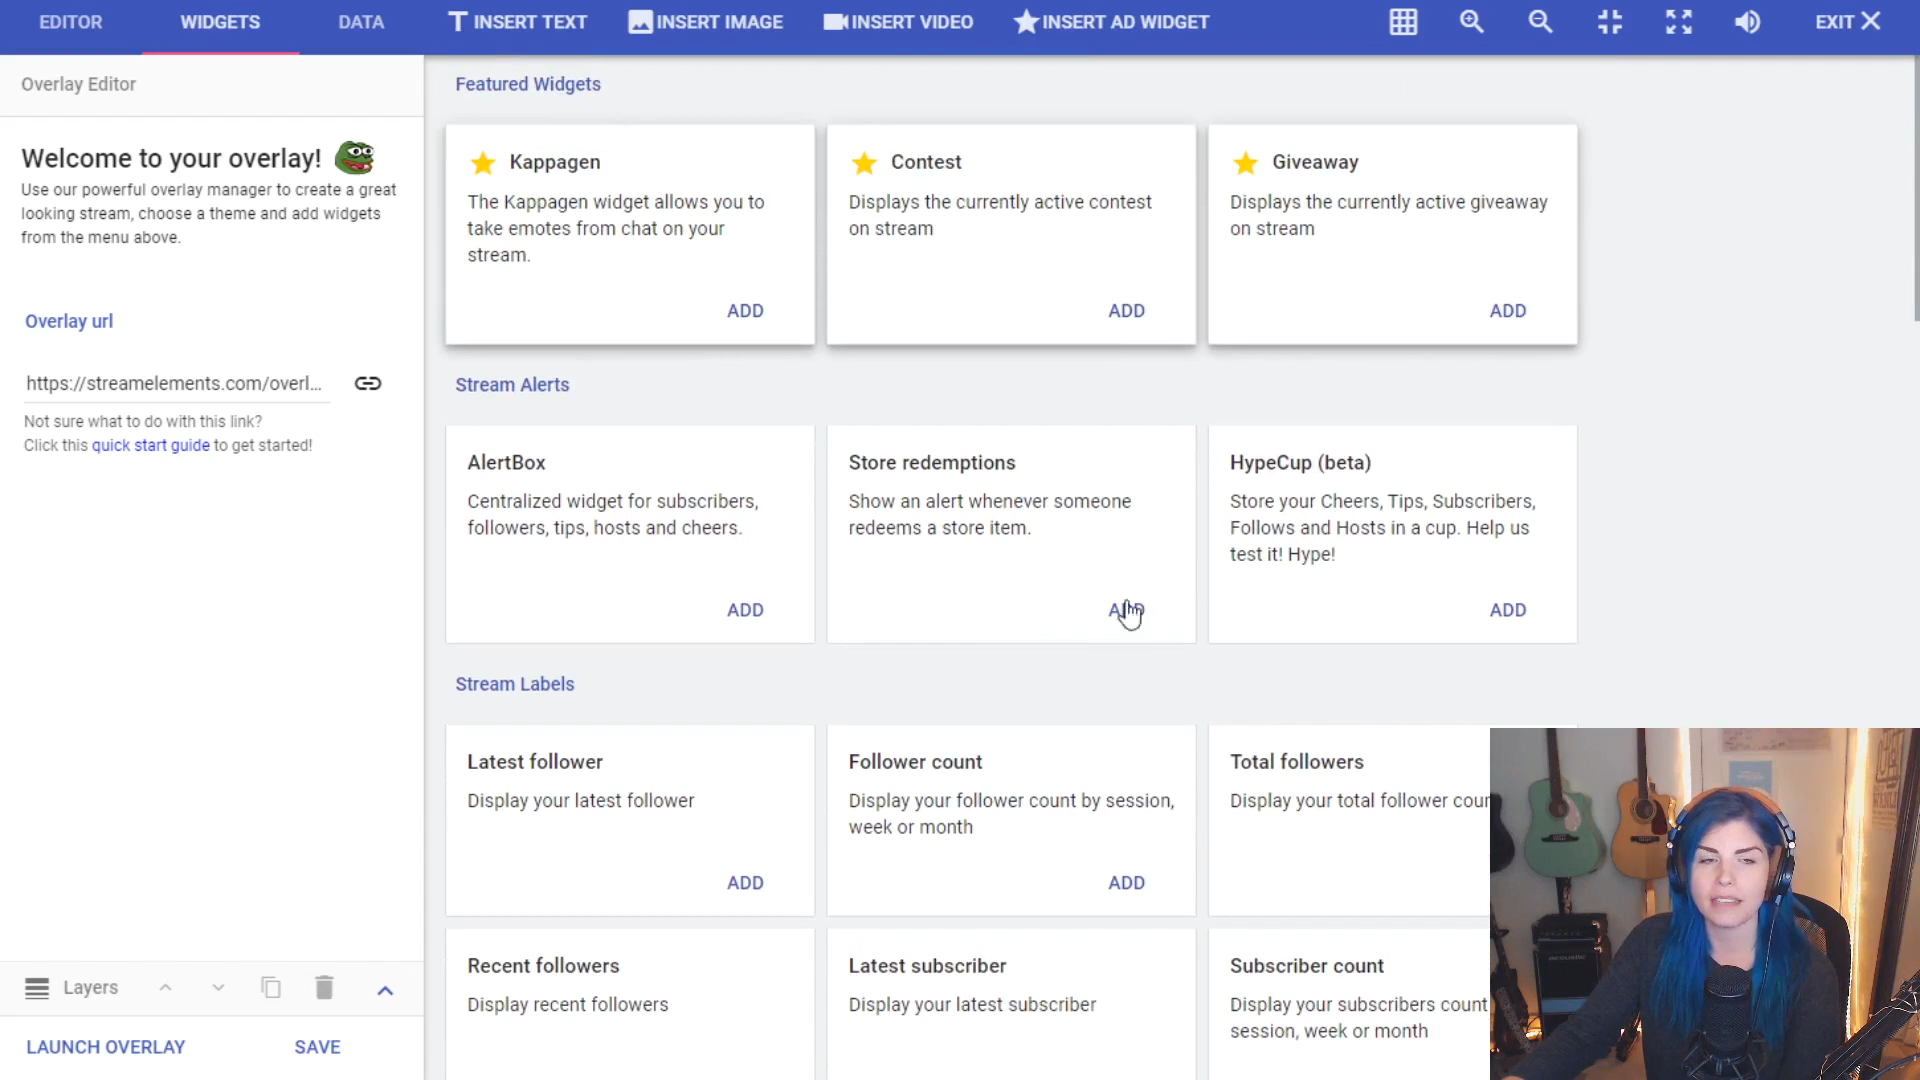 EDITOR
WIDGETS
DATA
INSERT TEXT
INSERT IMAGE
INSERT VIDEO
INSERT AD WIDGET
EXIT
Overlay Editor
Welcome to your overlay!
Use our powerful overlay manager to create a great
looking stream, choose a theme and add widgets
from the menu above.
Overlay url
https://streamelements.com/overl...
Not sure what to do with this link?
Click this quick start guide to get started!
Layers
LAUNCH OVERLAY
SAVE
Featured Widgets
Kappagen
The Kappagen widget allows you to
take emotes from chat on your
stream.
ADD
Contest
Displays the currently active contest
on stream
ADD
Giveaway
Displays the currently active giveaway
on stream
ADD
Stream Alerts
AlertBox
Centralized widget for subscribers,
followers, tips, hosts and cheers.
ADD
Store redemptions
Show an alert whenever someone
redeems a store item.
ADD
HypeCup (beta)
Store your Cheers, Tips, Subscribers,
Follows and Hosts in a cup. Help us
test it! Hype!
ADD
Stream Labels
Latest follower
Display your latest follower
ADD
Follower count
Display your follower count by session,
week or month
ADD
Total followers
Display your total follower
Recent followers
Display recent followers
Latest subscriber
Display your latest subscriber
Subscriber count
Display your subscribers count
session, week or month